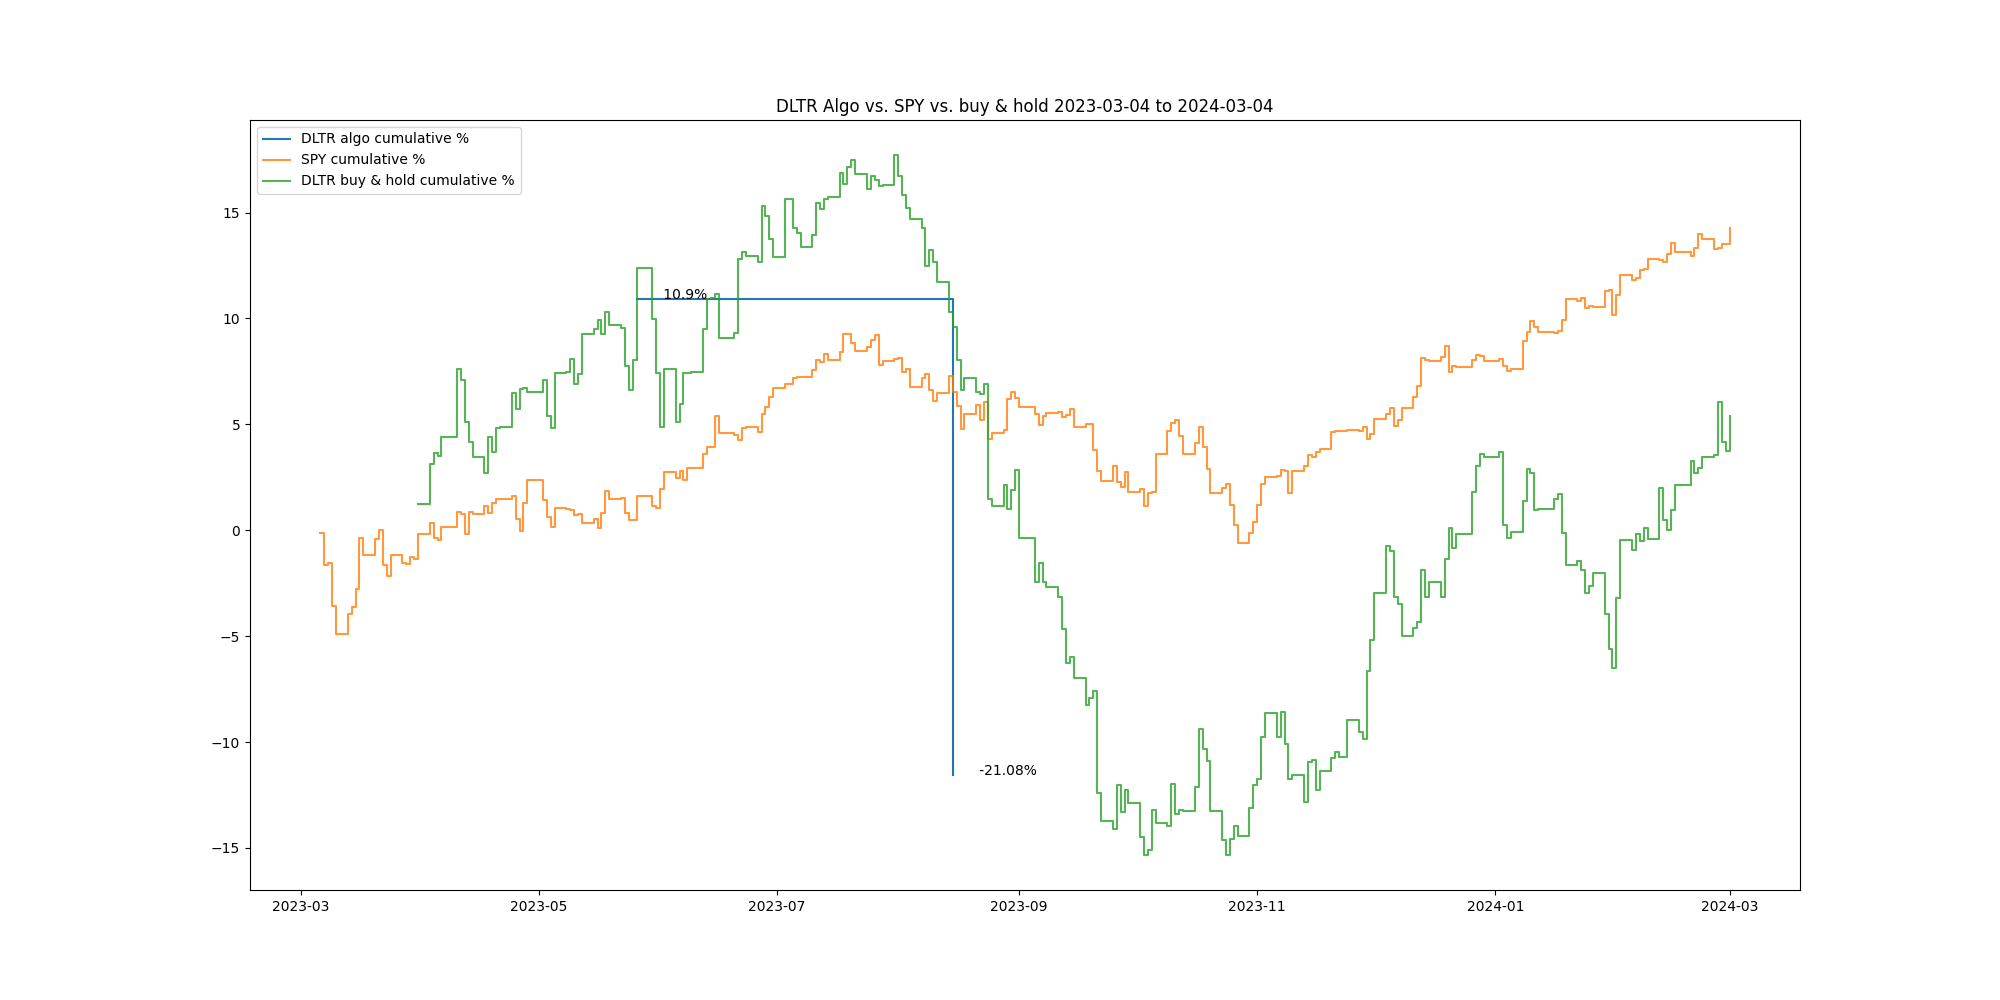 DLTR Algo vs. SPY vs. buy & hold 2023-03-04 to 2024-03-04
DLTR algo cumulative %
SPY cumulative %
DLTR buy & hold cumulative %
15
10
5
0
−5
−10
−15
10.9%
-21.08%
2023-03 2023-05 2023-07 2023-09 2023-11 2024-01 2024-03